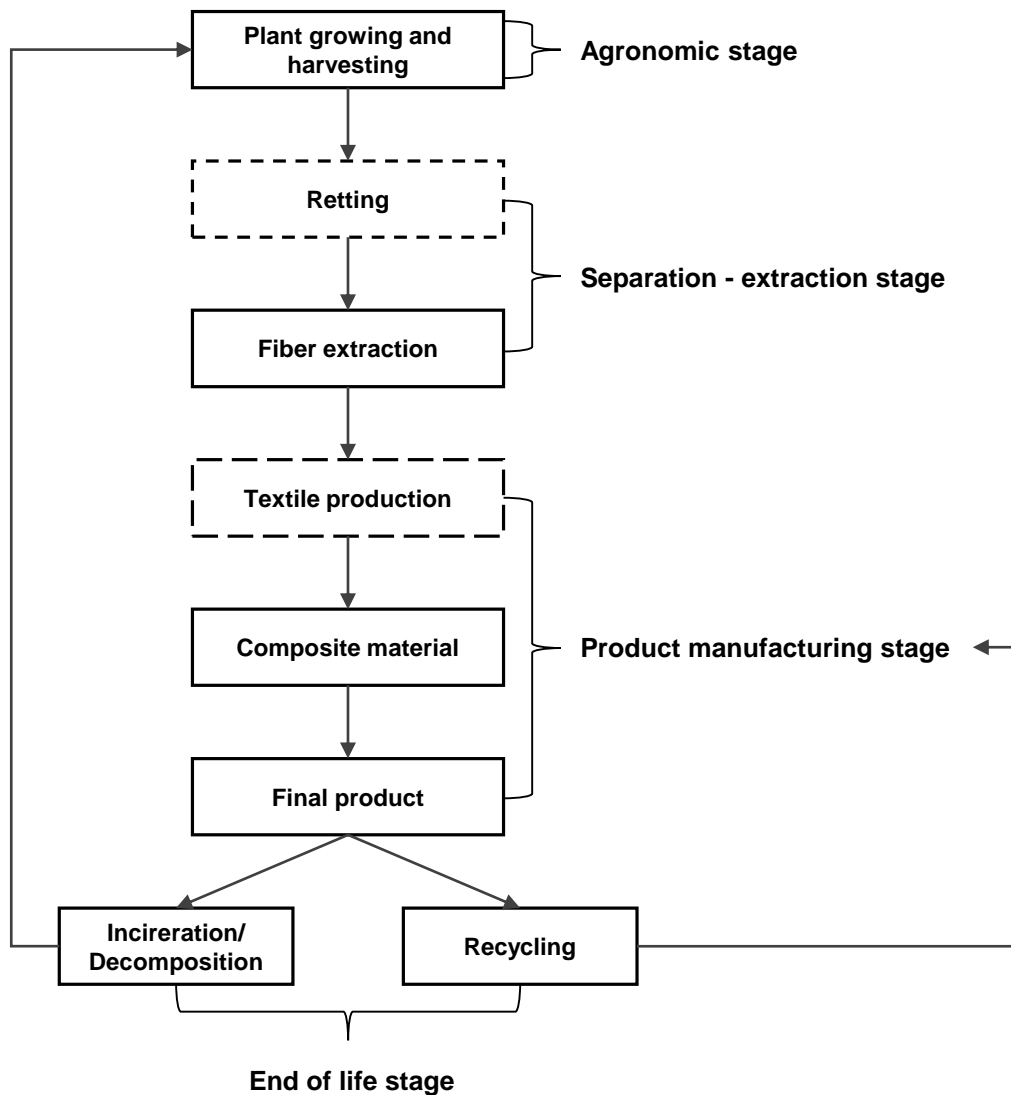 Plant growing and
harvesting
Agronomic stage
Retting
Separation - extraction stage
Fiber extraction
Textile production
Composite material
Product manufacturing stage
Final product
Incireration/
Decomposition
Recycling
End of life stage